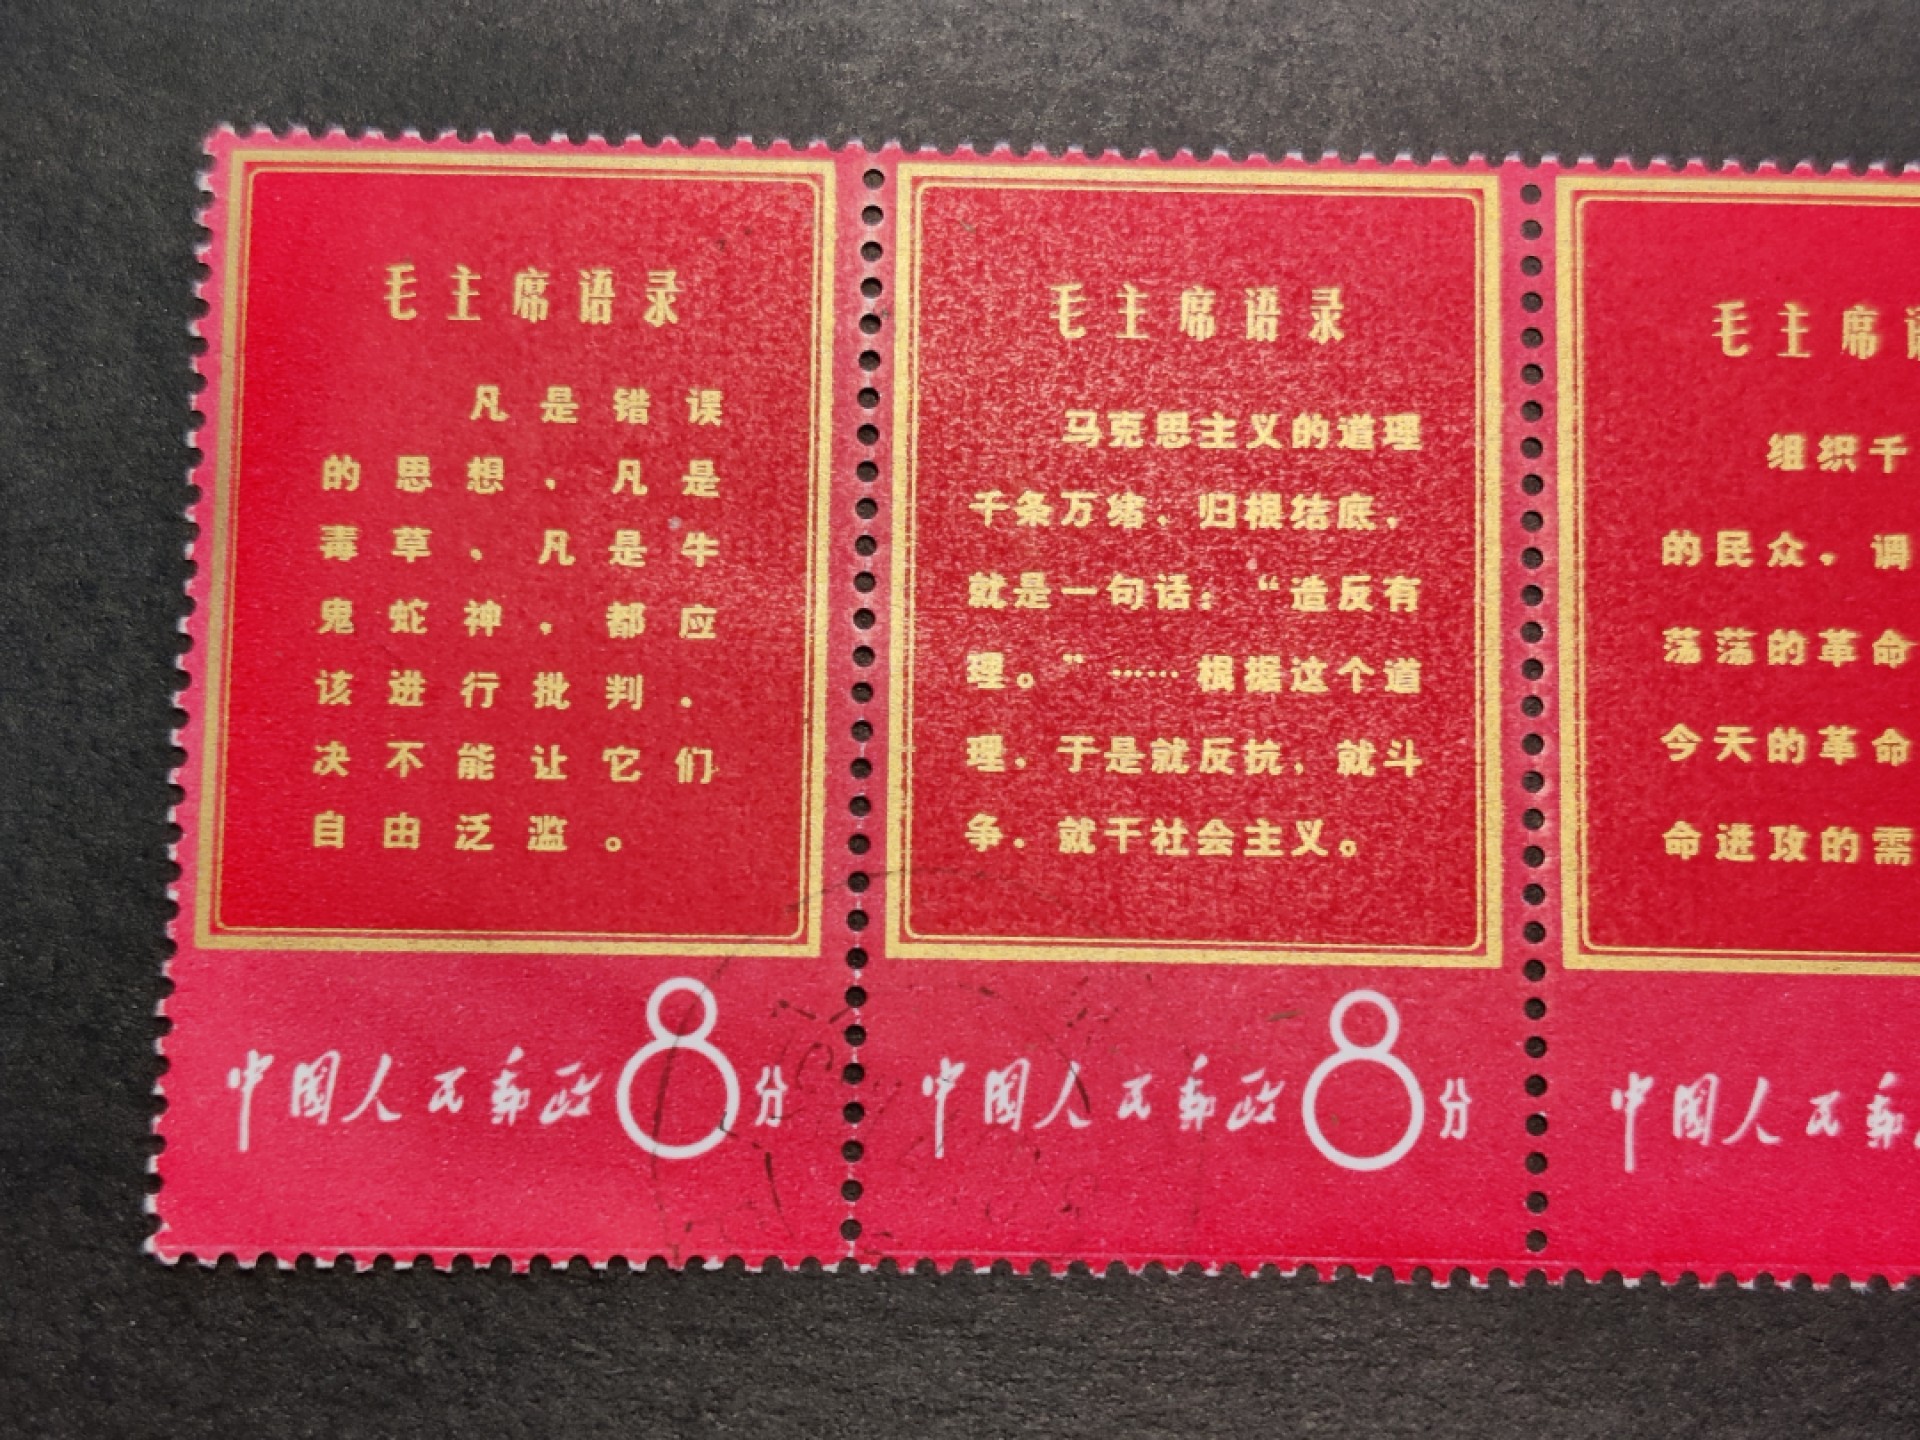 毛主席语录
凡是错误
的思想，凡是
毒草，凡是牛
鬼蛇神，都应
该进行批判，
决不能让它们
自由泛滥。
中国人民邮政8分
毛主席语录
马克思主义的道理
千条万绪，归根结底，
就是一句话：“造反有
理。”……根据这个道
理，于是就反抗，就斗
争，就干社会主义。
中国人民邮政8分
毛主席
组织千
的民众，调
荡荡的革命
今天的革命
命进攻的需
中国人民邮